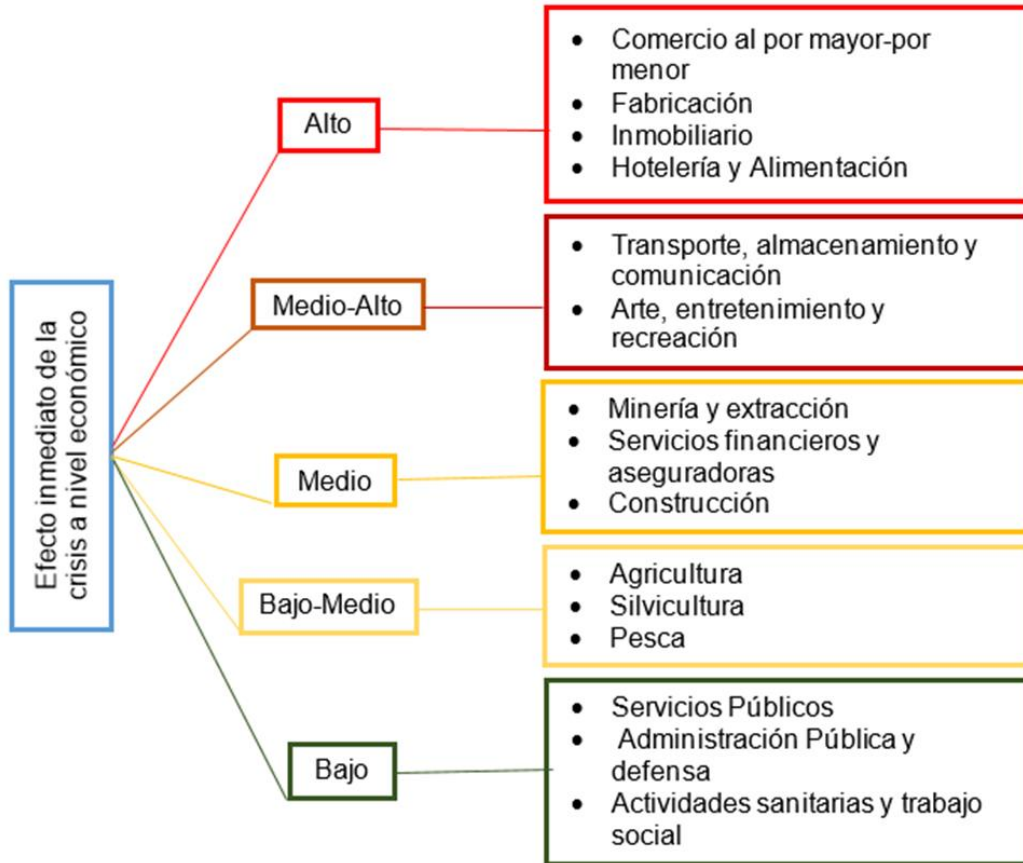 Efecto inmediato de la
crisis a nivel económico
Alto
• Comercio al por mayor-por
menor
• Fabricación
• Inmobiliario
• Hotelería y Alimentación
Medio-Alto
• Transporte, almacenamiento y
comunicación
• Arte, entretenimiento y
recreación
Medio
• Minería y extracción
• Servicios financieros y
aseguradoras
• Construcción
Bajo-Medio
• Agricultura
• Silvicultura
• Pesca
Bajo
• Servicios Públicos
• Administración Pública y
defensa
• Actividades sanitarias y trabajo
social